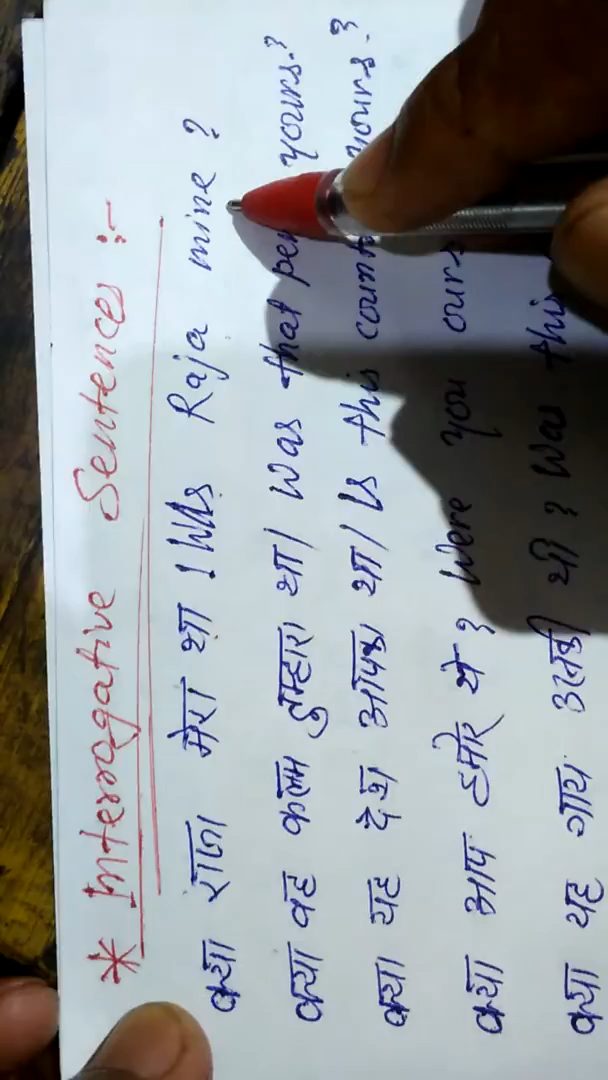 * Interrogative Sentences :-
क्या राजा मेरा था । Was Raja mine ?
क्या वह कलम तुम्हारा था । Was that pen yours.?
क्या यह देश आपका था । Is this yours.?
क्या आप हमारे थे ? Were you ours
क्या यह गाय उसकी थी ? Was this